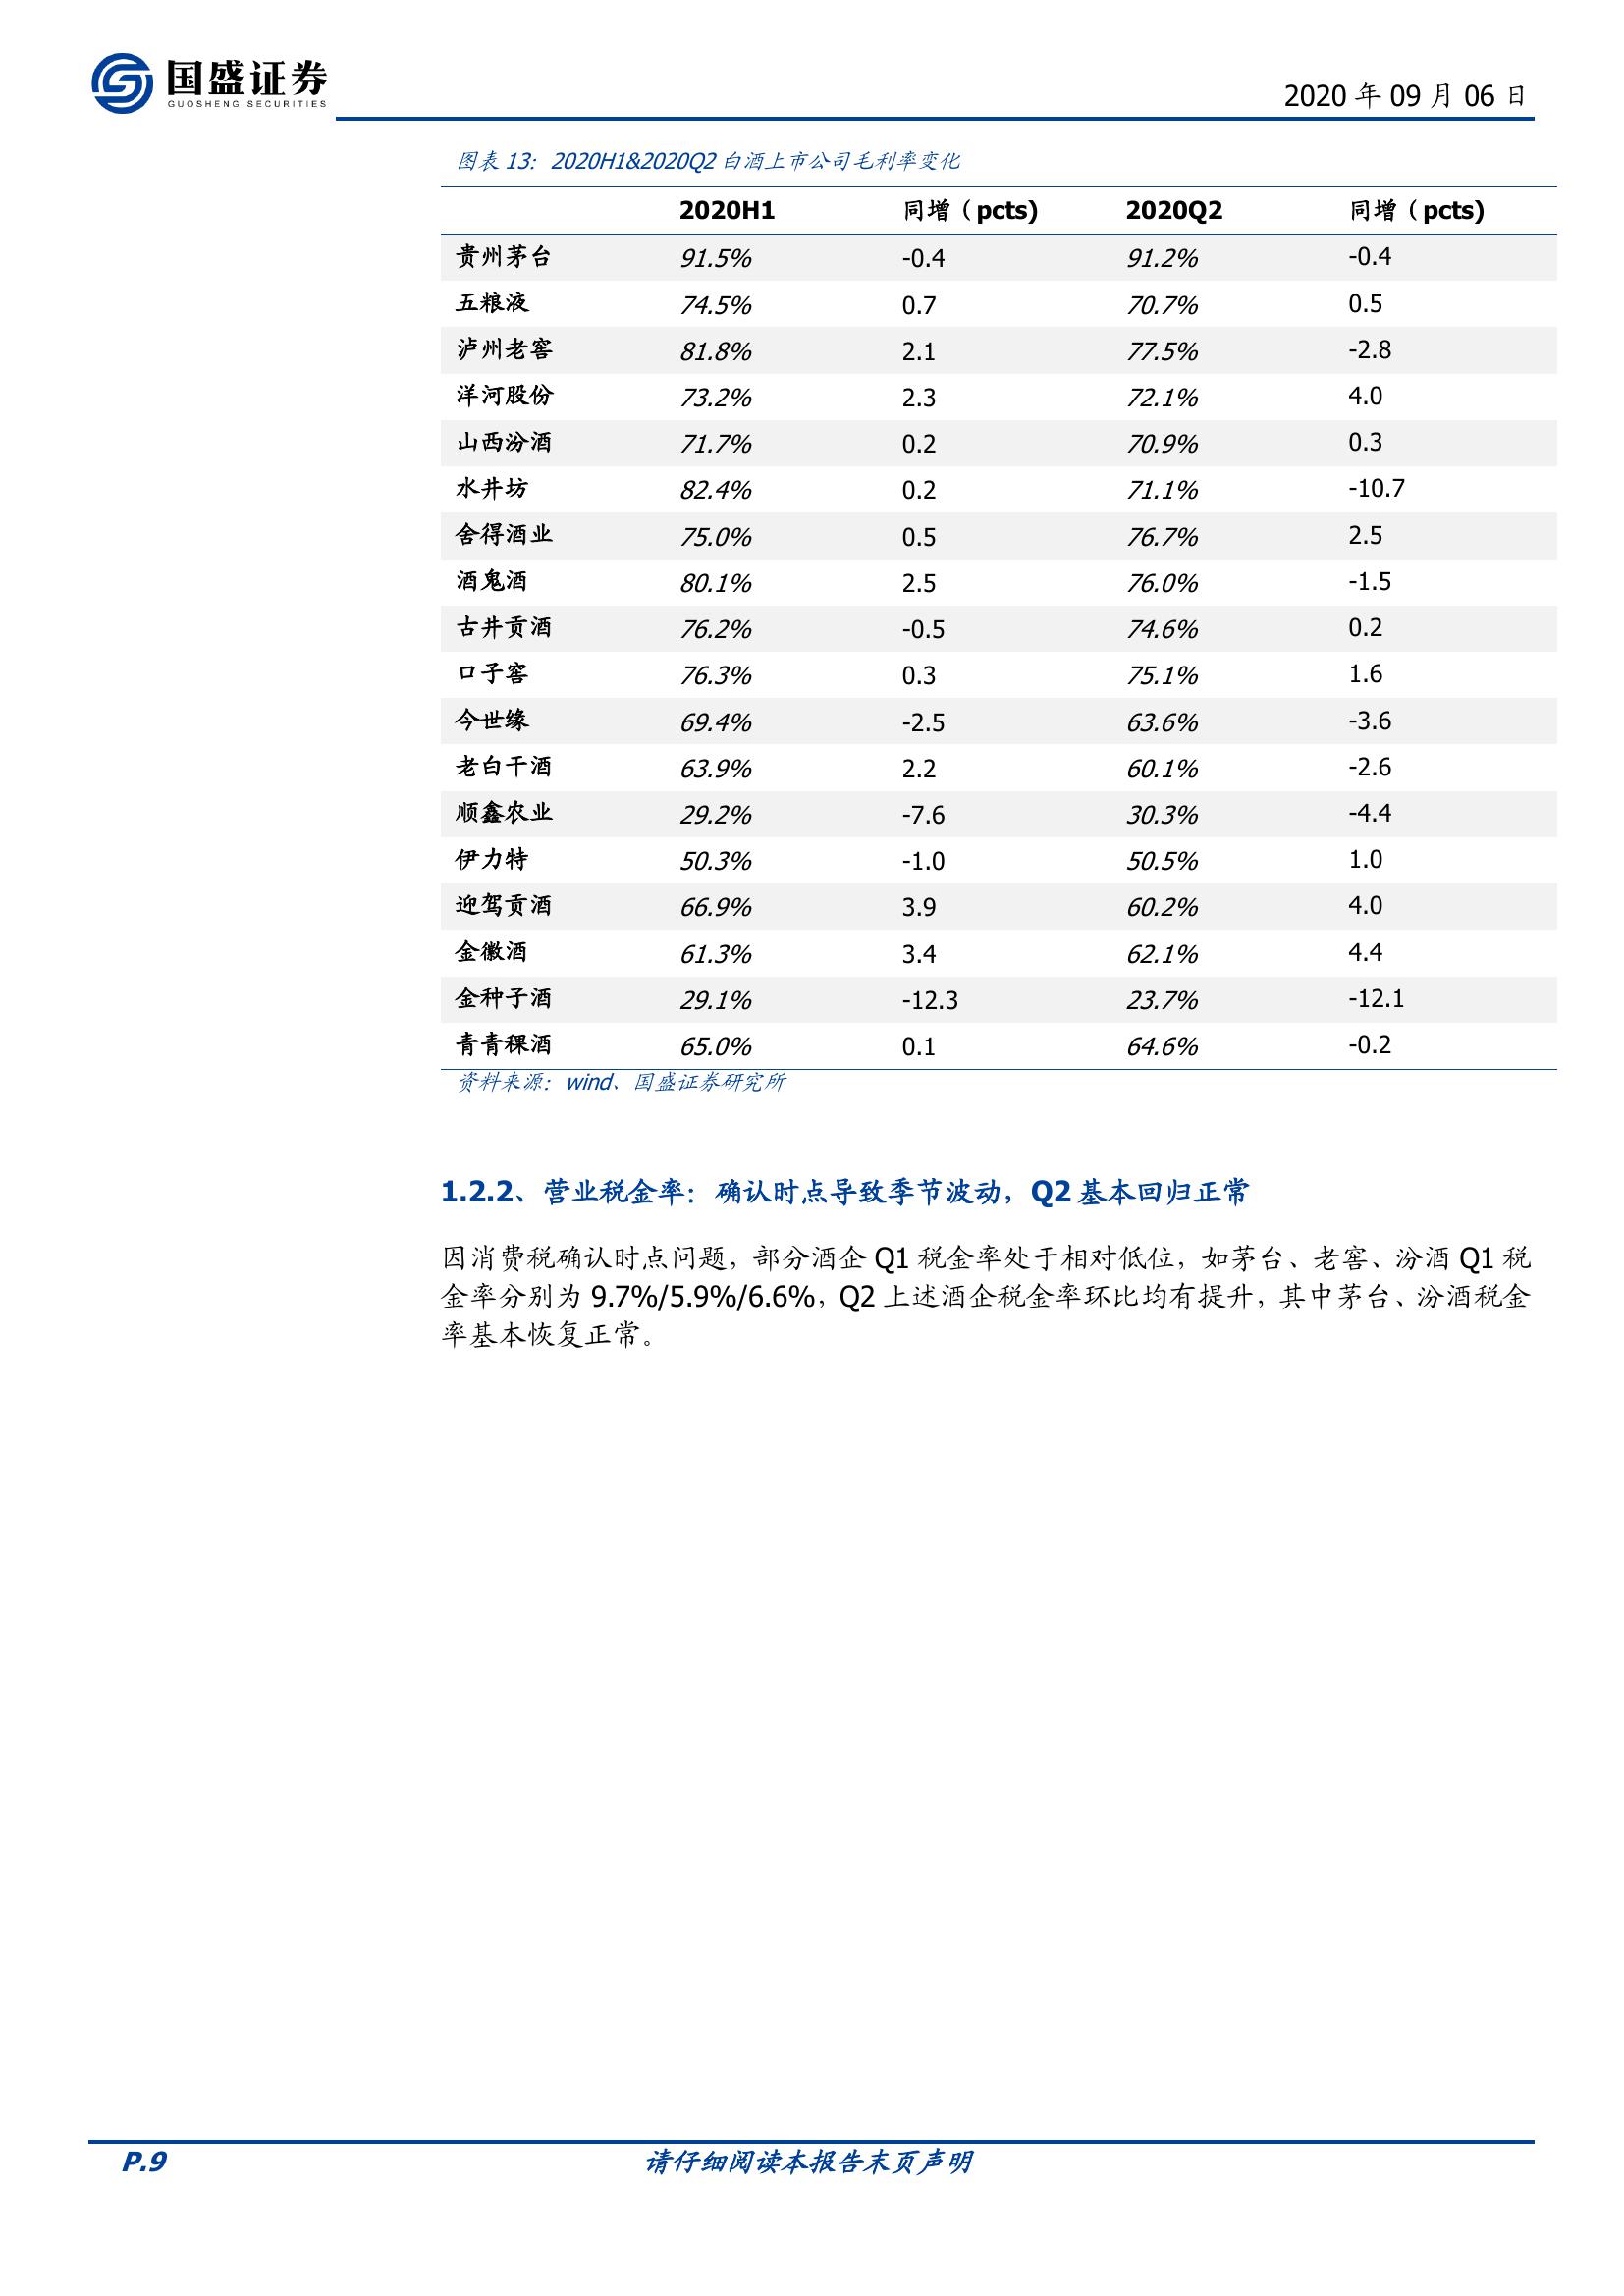 国盛证券
GUOSHENG SECURITIES
2020 年 09 月 06 日
图表 13：2020H1&2020Q2 白酒上市公司毛利率变化
2020H1 同增（pcts) 2020Q2 同增（pcts)
贵州茅台 91.5% -0.4 91.2% -0.4
五粮液 74.5% 0.7 70.7% 0.5
泸州老窖 81.8% 2.1 77.5% -2.8
洋河股份 73.2% 2.3 72.1% 4.0
山西汾酒 71.7% 0.2 70.9% 0.3
水井坊 82.4% 0.2 71.1% -10.7
舍得酒业 75.0% 0.5 76.7% 2.5
酒鬼酒 80.1% 2.5 76.0% -1.5
古井贡酒 76.2% -0.5 74.6% 0.2
口子窖 76.3% 0.3 75.1% 1.6
今世缘 69.4% -2.5 63.6% -3.6
老白干酒 63.9% 2.2 60.1% -2.6
顺鑫农业 29.2% -7.6 30.3% -4.4
伊力特 50.3% -1.0 50.5% 1.0
迎驾贡酒 66.9% 3.9 60.2% 4.0
金徽酒 61.3% 3.4 62.1% 4.4
金种子酒 29.1% -12.3 23.7% -12.1
青青稞酒 65.0% 0.1 64.6% -0.2
资料来源：wind、国盛证券研究所
1.2.2、营业税金率：确认时点导致季节波动，Q2 基本回归正常
因消费税确认时点问题，部分酒企 Q1 税金率处于相对低位，如茅台、老窖、汾酒 Q1 税
金率分别为 9.7%/5.9%/6.6%，Q2 上述酒企税金率环比均有提升，其中茅台、汾酒税金
率基本恢复正常。
P.9 请仔细阅读本报告末页声明